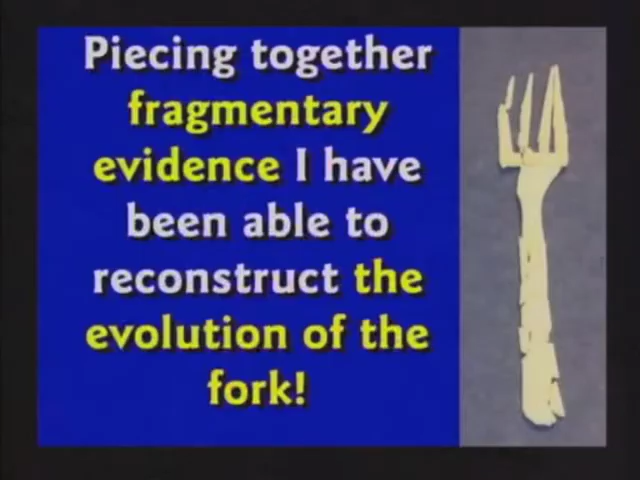 Piecing together
fragmentary
evidence I have
been able to
reconstruct the
evolution of the
fork!